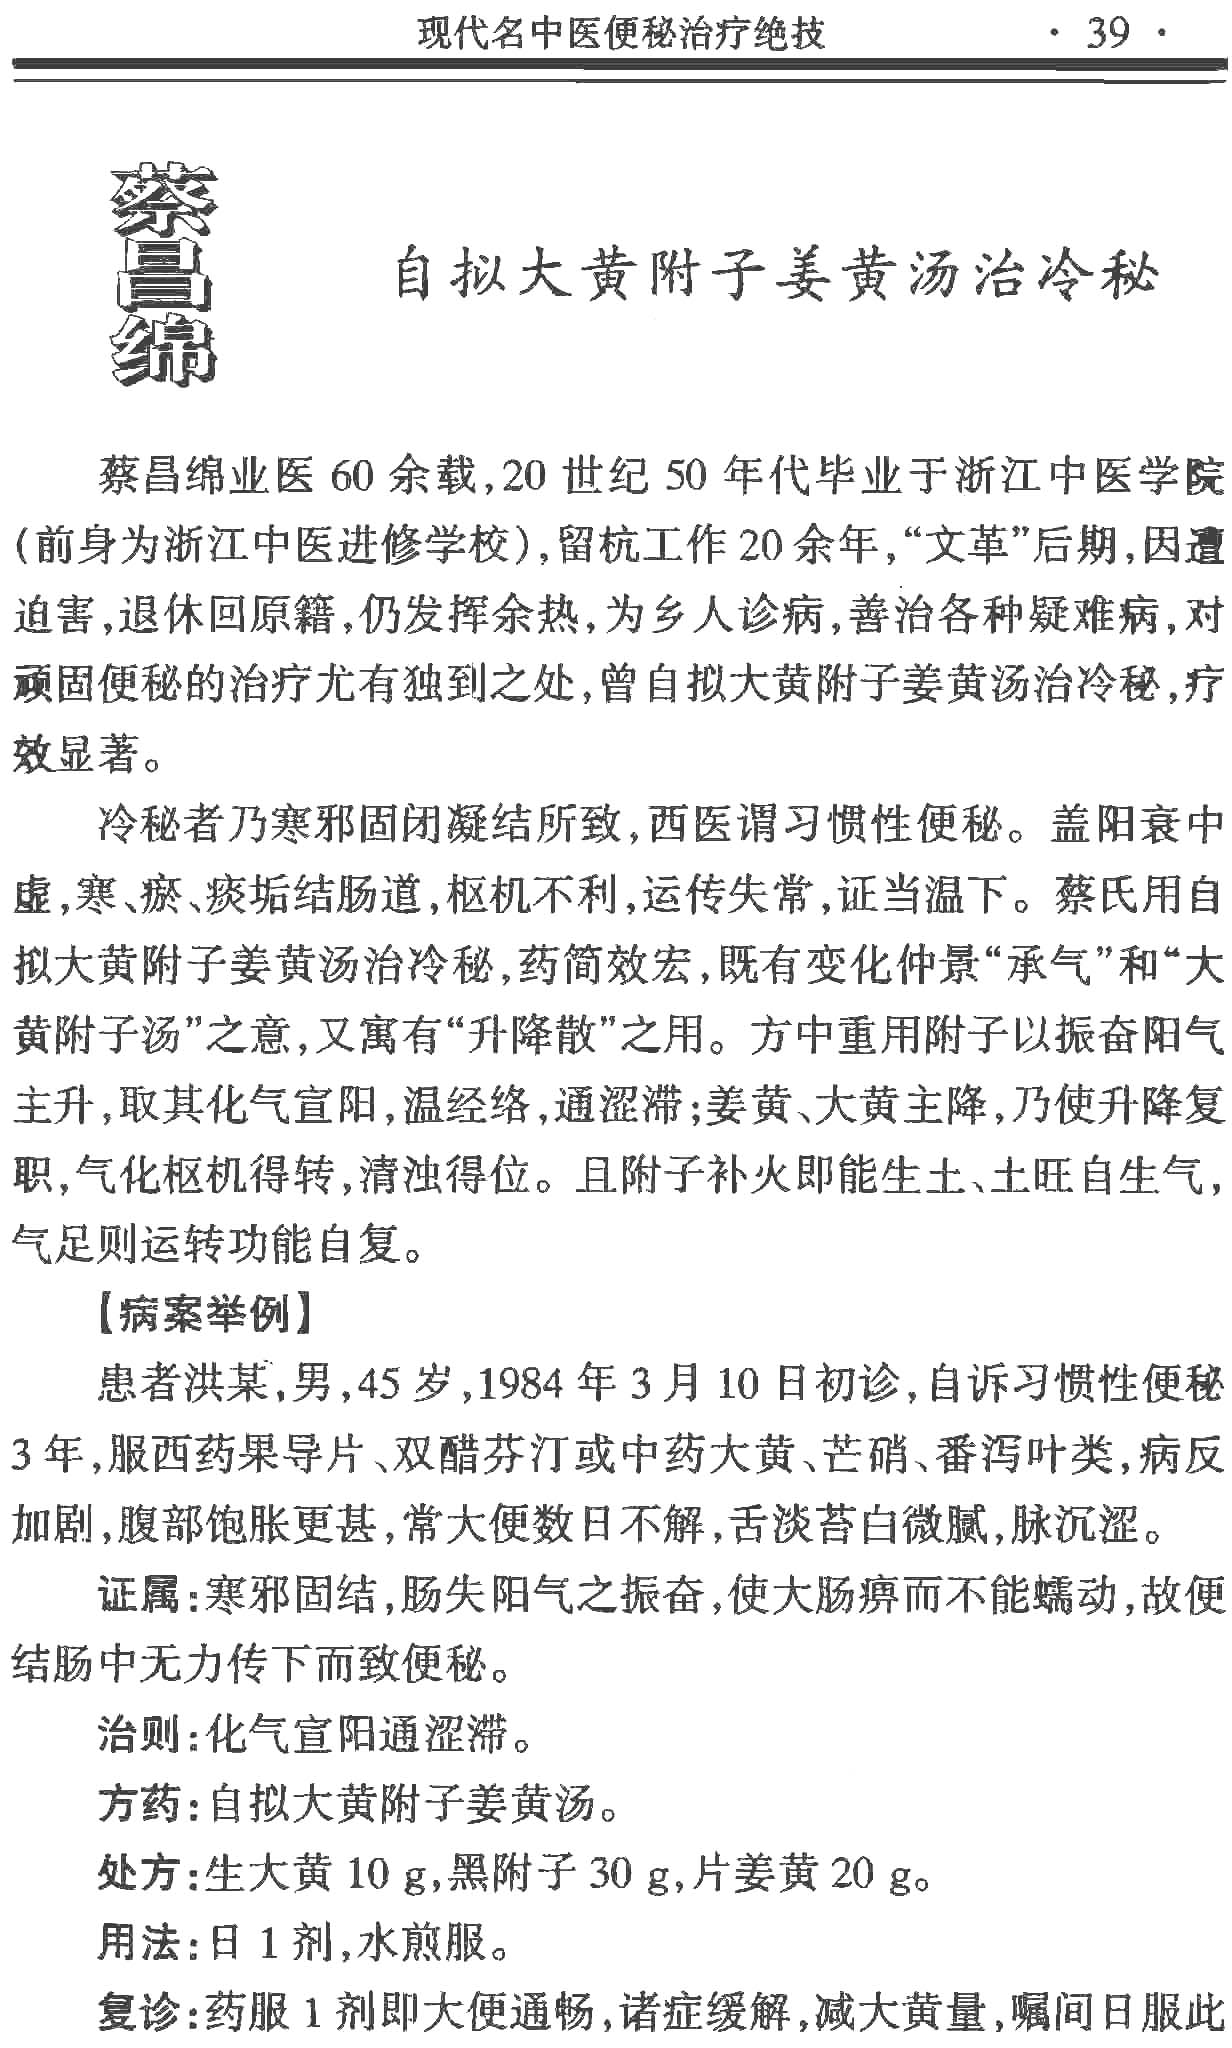 现代名中医便秘治疗绝技 · 39 ·
蔡昌绵
自拟大黄附子姜黄汤治冷秘
蔡昌绵业医 60 余载,20 世纪 50 年代毕业于浙江中医学院
(前身为浙江中医进修学校),留杭工作 20 余年,“文革”后期,因遭
迫害,退休回原籍,仍发挥余热,为乡人诊病,善治各种疑难病,对
顽固便秘的治疗尤有独到之处,曾自拟大黄附子姜黄汤治冷秘,疗
效显著。
冷秘者乃寒邪固闭凝结所致,西医谓习惯性便秘。盖阳衰中
虚,寒、瘀、痰垢结肠道,枢机不利,运传失常,证当温下。蔡氏用自
拟大黄附子姜黄汤治冷秘,药简效宏,既有变化仲景“承气”和“大
黄附子汤”之意,又寓有“升降散”之用。方中重用附子以振奋阳气
主升,取其化气宣阳,温经络,通涩滞;姜黄、大黄主降,乃使升降复
职,气化枢机得转,清浊得位。且附子补火即能生土、土旺自生气,
气足则运转功能自复。
【病案举例】
患者洪某,男,45 岁,1984 年 3 月 10 日初诊,自诉习惯性便秘
3 年,服西药果导片、双醋芬汀或中药大黄、芒硝、番泻叶类,病反
加剧,腹部饱胀更甚,常大便数日不解,舌淡苔白微腻,脉沉涩。
证属:寒邪固结,肠失阳气之振奋,使大肠痹而不能蠕动,故便
结肠中无力传下而致便秘。
治则:化气宣阳通涩滞。
方药:自拟大黄附子姜黄汤。
处方:生大黄 10 g,黑附子 30 g,片姜黄 20 g。
用法:日 1 剂,水煎服。
复诊:药服 1 剂即大便通畅,诸症缓解,减大黄量,嘱间日服此